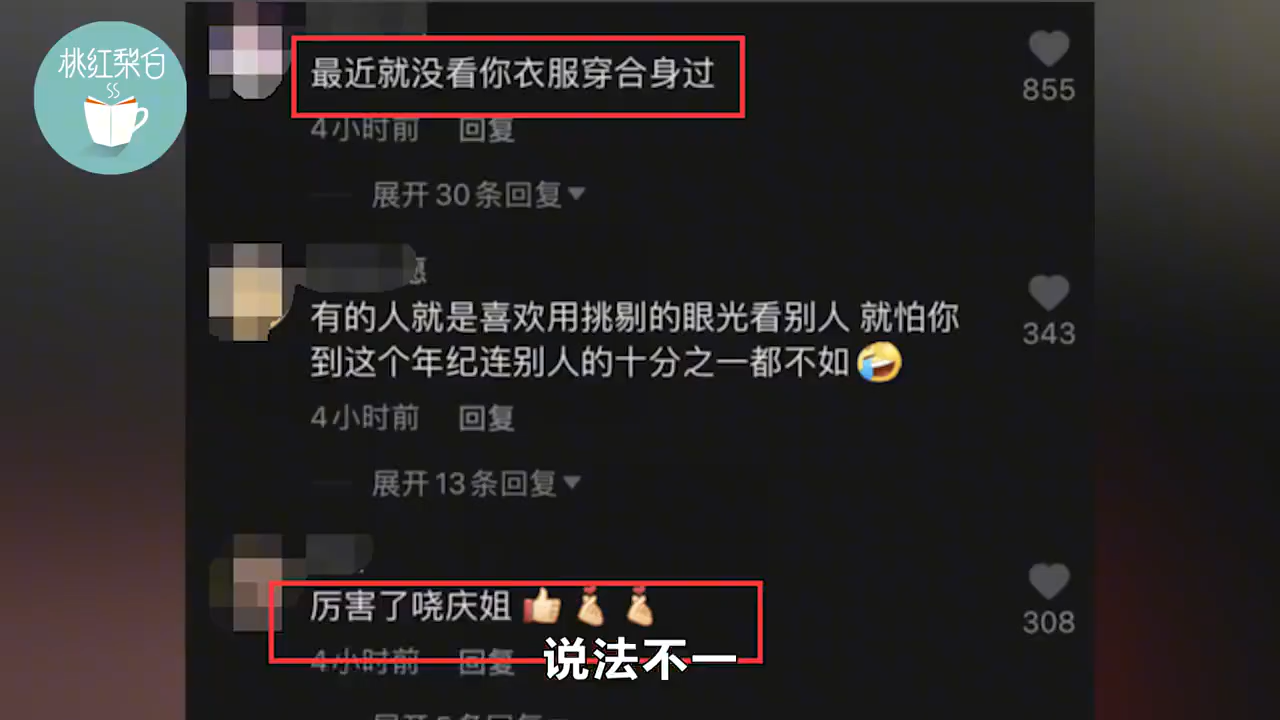 桃红梨白
最近就没看你衣服穿合身过
855
4小时前 回复
展开30条回复
愿
有的人就是喜欢用挑剔的眼光看别人 就怕你
到这个年纪连别人的十分之一都不如🤣
343
4小时前 回复
展开13条回复
厉害了晓庆姐👍🫰🫰
308
4小时前 回复
说法不一